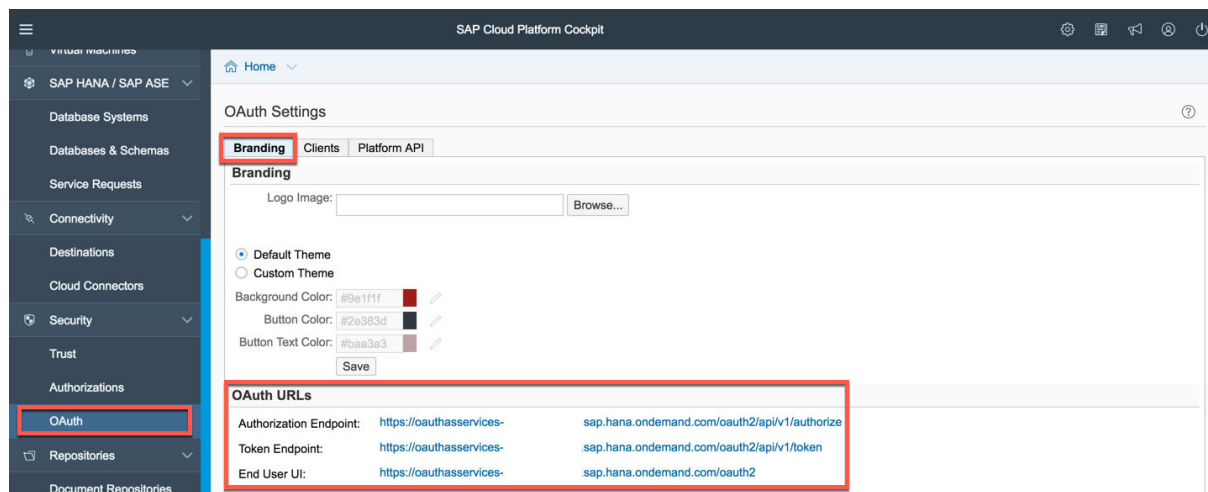 SAP Cloud Platform Cockpit
Virtual Machines
SAP HANA / SAP ASE
Database Systems
Databases & Schemas
Service Requests
Connectivity
Destinations
Cloud Connectors
Security
Trust
Authorizations
OAuth
Repositories
Document Repositories
Home
OAuth Settings
Branding Clients Platform API
Branding
Logo Image: Browse...
Default Theme
Custom Theme
Background Color: #9e1f1f
Button Color: #2e383d
Button Text Color: #baa3a3
Save
OAuth URLs
Authorization Endpoint: https://oauthasservices- sap.hana.ondemand.com/oauth2/api/v1/authorize
Token Endpoint: https://oauthasservices- .sap.hana.ondemand.com/oauth2/api/v1/token
End User UI: https://oauthasservices- .sap.hana.ondemand.com/oauth2